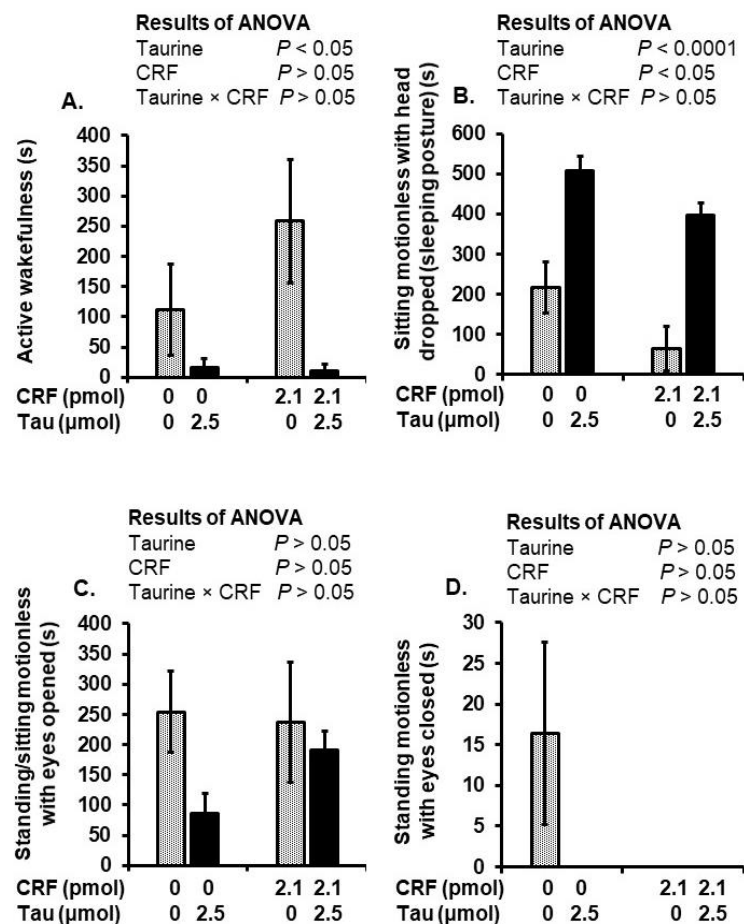 Results of ANOVA
Taurine P < 0.05
CRF P > 0.05
Taurine × CRF P > 0.05
A.
Active wakefulness (s)
400
350
300
250
200
150
100
50
0
CRF (pmol) 0 0 2.1 2.1
Tau (μmol) 0 2.5 0 2.5
Results of ANOVA
Taurine P < 0.0001
CRF P < 0.05
Taurine × CRF P > 0.05
B.
Sitting motionless with head
dropped (sleeping posture) (s)
600
500
400
300
200
100
0
CRF (pmol) 0 0 2.1 2.1
Tau (μmol) 0 2.5 0 2.5
Results of ANOVA
Taurine P > 0.05
CRF P > 0.05
Taurine × CRF P > 0.05
C.
Standing/sitting motionless
with eyes opened (s)
400
350
300
250
200
150
100
50
0
CRF (pmol) 0 0 2.1 2.1
Tau (μmol) 0 2.5 0 2.5
Results of ANOVA
Taurine P > 0.05
CRF P > 0.05
Taurine × CRF P > 0.05
D.
Standing motionless
with eyes closed (s)
30
25
20
15
10
5
0
CRF (pmol) 0 0 2.1 2.1
Tau (μmol) 0 2.5 0 2.5